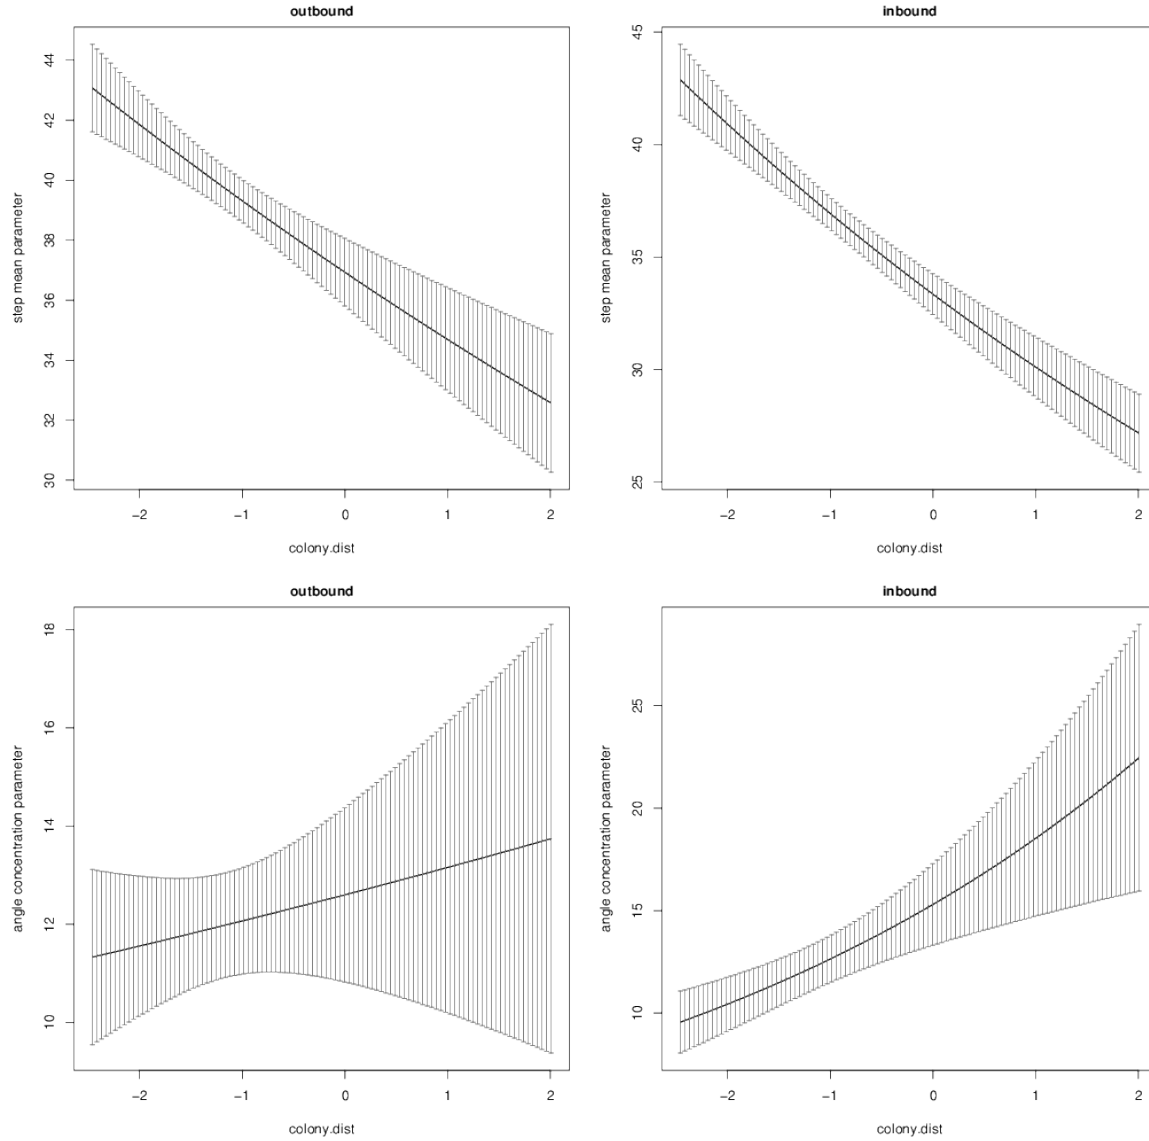 outbound
step mean parameter
44
42
40
38
36
34
32
30
−2 −1 0 1 2
colony.dist
inbound
step mean parameter
45
40
35
30
25
−2 −1 0 1 2
colony.dist
outbound
angle concentration parameter
18
16
14
12
10
−2 −1 0 1 2
colony.dist
inbound
angle concentration parameter
25
20
15
10
−2 −1 0 1 2
colony.dist